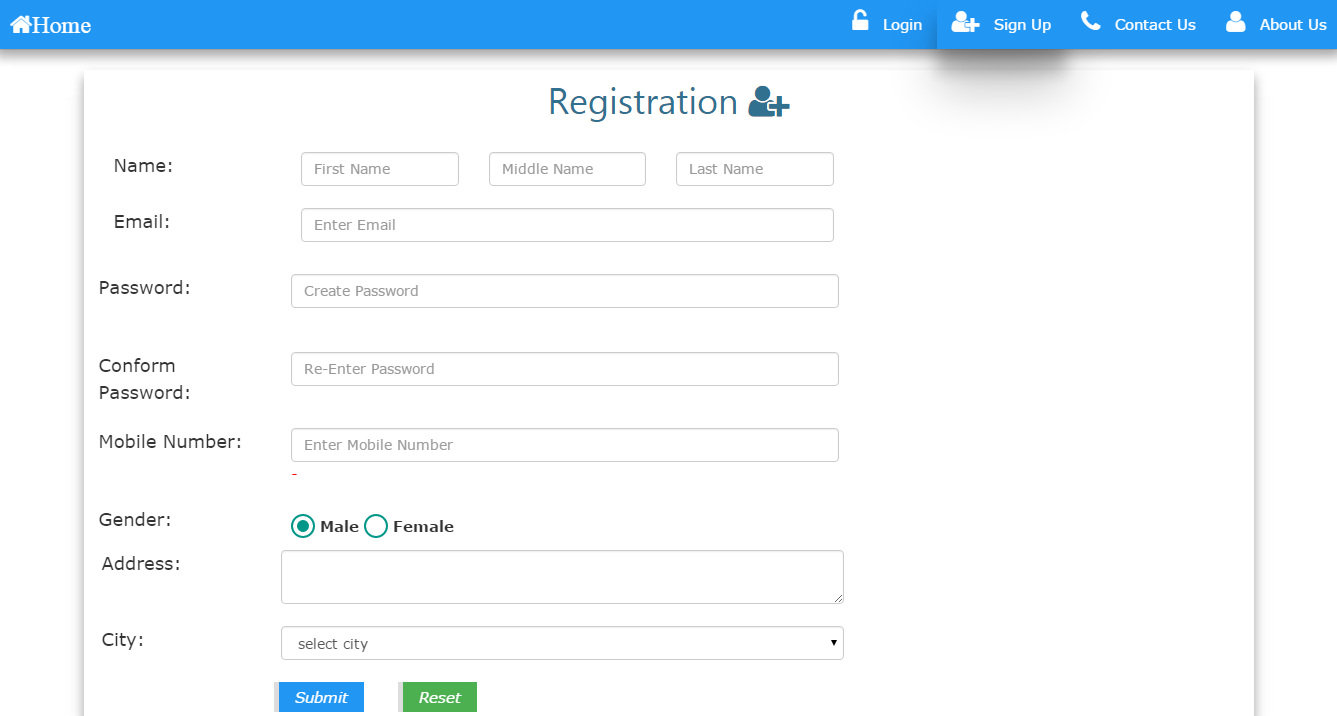 Home Login Sign Up Contact Us About Us
Registration
Name: First Name Middle Name Last Name
Email: Enter Email
Password: Create Password
Conform Re-Enter Password
Password:
Mobile Number: Enter Mobile Number
-
Gender: Male Female
Address:
City: select city
Submit Reset